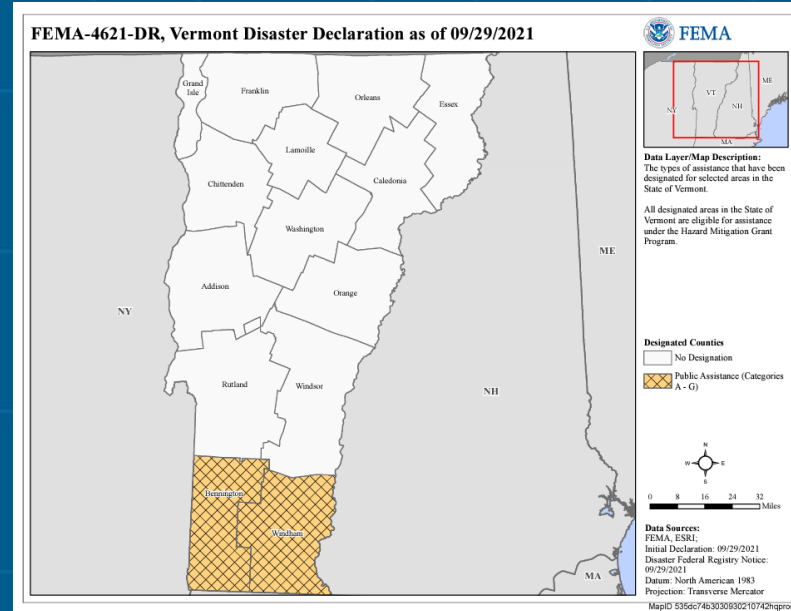 FEMA-4621-DR, Vermont Disaster Declaration as of 09/29/2021
FEMA
Grand
Isle
Franklin
Orleans
Essex
Lamoille
Chittenden
Caledonia
Washington
Addison
Orange
Rutland
Windsor
Bennington
Windham
NY
NH
ME
MA
NY
VT
NH
ME
MA
Data Layer/Map Description:
The types of assistance that have been
designated for selected areas in the
State of Vermont.
All designated areas in the State of
Vermont are eligible for assistance
under the Hazard Mitigation Grant
Program.
Designated Counties
No Designation
Public Assistance (Categories
A - G)
N
W E
S
0 8 16 24 32
Miles
Data Sources:
FEMA, ESRI;
Initial Declaration: 09/29/2021
Disaster Federal Registry Notice:
09/29/2021
Datum: North American 1983
Projection: Transverse Mercator
MapID 535dc74b3030930210742hqprod